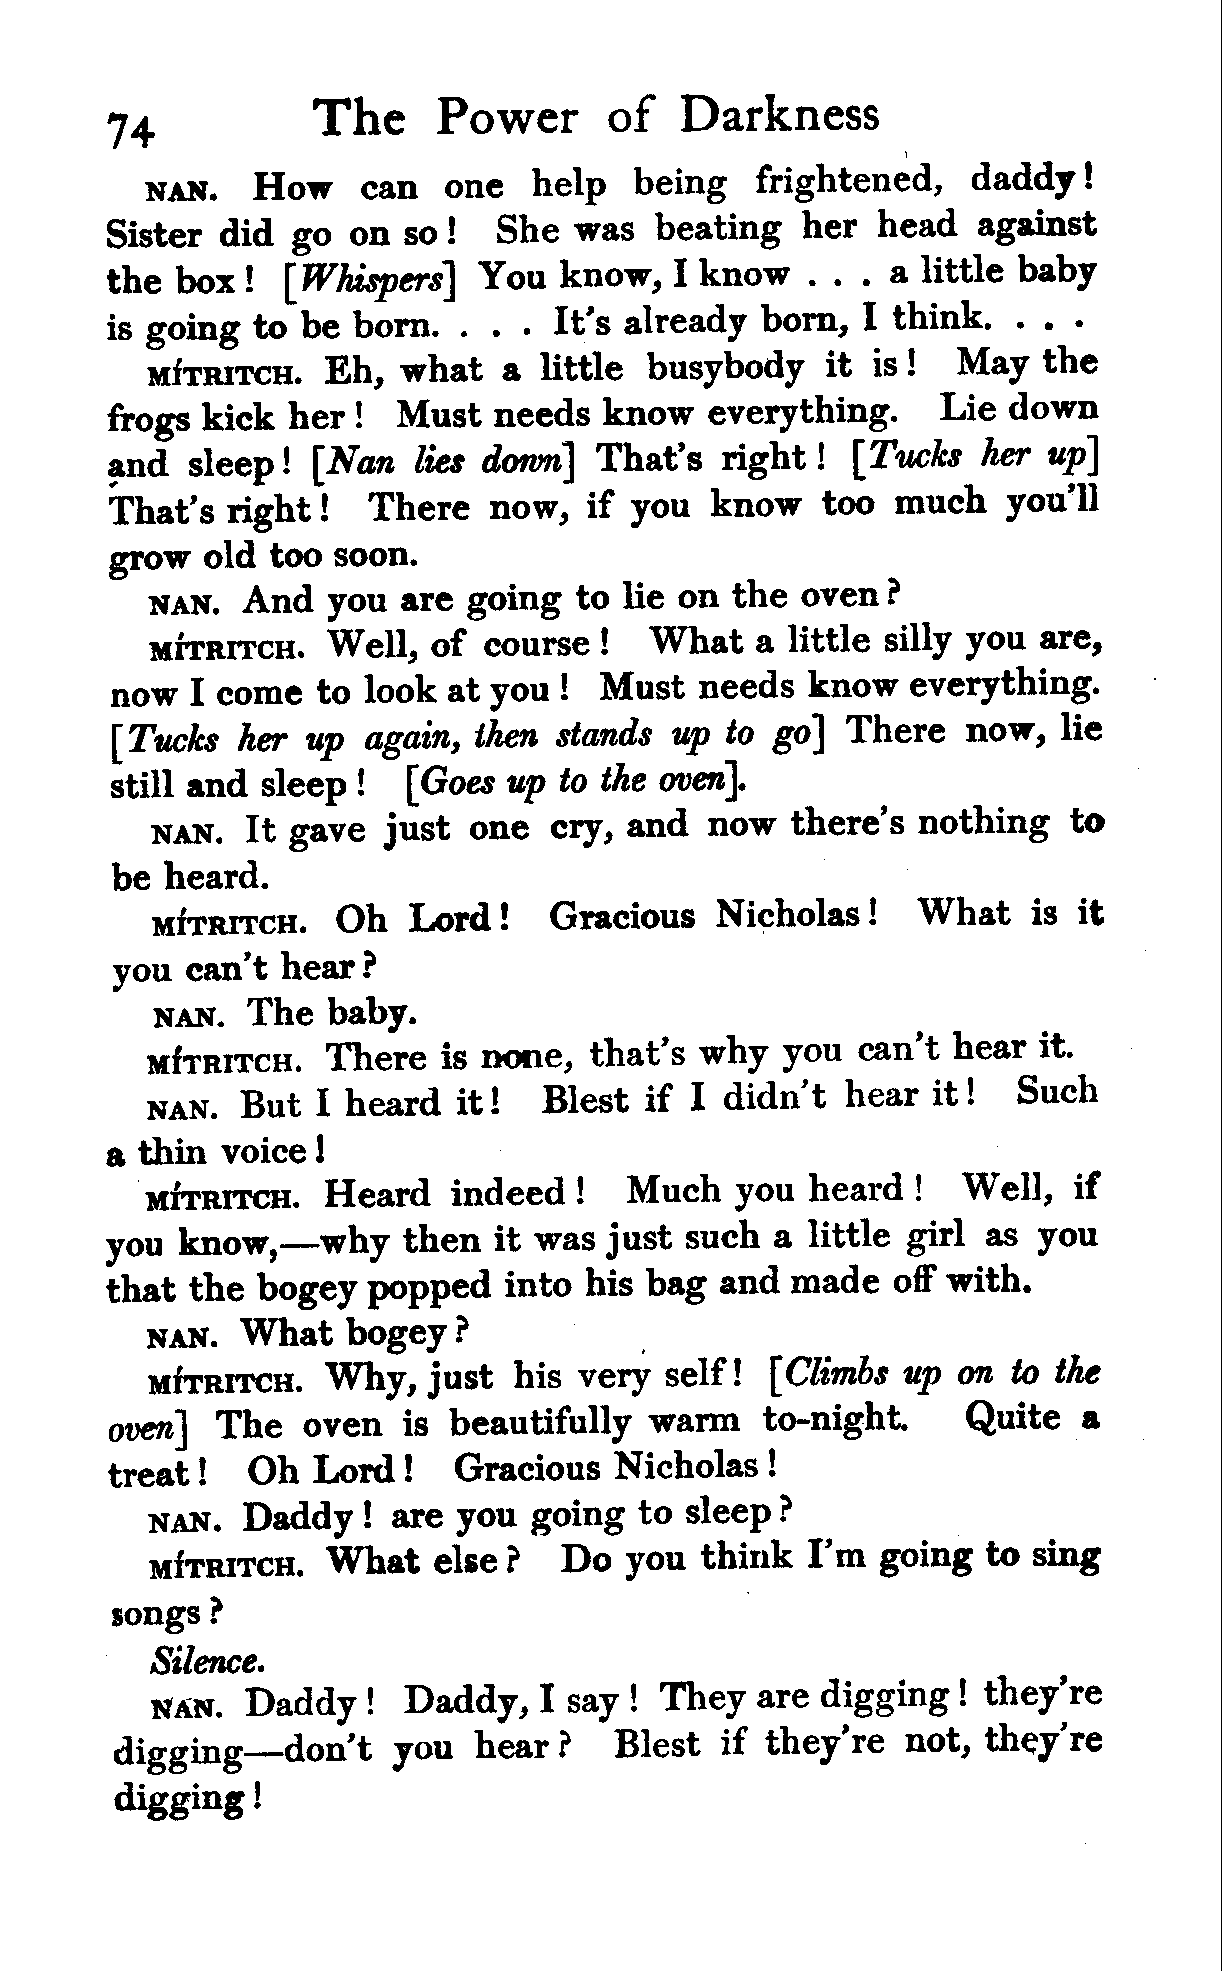 74 The Power of Darkness
NAN. How can one help being frightened, daddy!
Sister did go on so! She was beating her head against
the box! [Whispers] You know, I know . . . a little baby
is going to be born. . . . It's already born, I think. . . .
MÍTRITCH. Eh, what a little busybody it is! May the
frogs kick her! Must needs know everything. Lie down
and sleep! [Nan lies down] That's right! [Tucks her up]
That's right! There now, if you know too much you'll
grow old too soon.
NAN. And you are going to lie on the oven?
MÍTRITCH. Well, of course! What a little silly you are,
now I come to look at you! Must needs know everything.
[Tucks her up again, then stands up to go] There now, lie
still and sleep! [Goes up to the oven].
NAN. It gave just one cry, and now there's nothing to
be heard.
MÍTRITCH. Oh Lord! Gracious Nicholas! What is it
you can't hear?
NAN. The baby.
MÍTRITCH. There is none, that's why you can't hear it.
NAN. But I heard it! Blest if I didn't hear it! Such
a thin voice!
MÍTRITCH. Heard indeed! Much you heard! Well, if
you know,—why then it was just such a little girl as you
that the bogey popped into his bag and made off with.
NAN. What bogey?
MÍTRITCH. Why, just his very self! [Climbs up on to the
oven] The oven is beautifully warm to-night. Quite a
treat! Oh Lord! Gracious Nicholas!
NAN. Daddy! are you going to sleep?
MÍTRITCH. What else? Do you think I'm going to sing
songs?
Silence.
NAN. Daddy! Daddy, I say! They are digging! they're
digging—don't you hear? Blest if they're not, they're
digging!